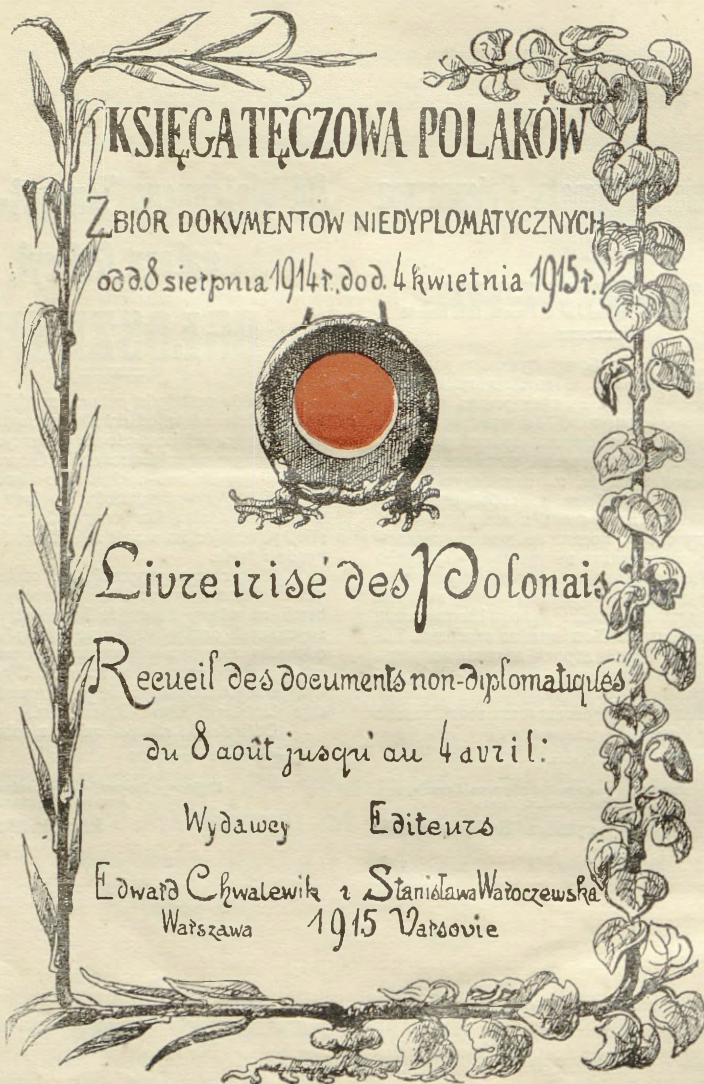 KSIĘGA TĘCZOWA POLAKÓW
ZBIÓR DOKVMENTÓW NIEDYPLOMATYCZNYCH
od d. 8 sierpnia 1914 r. do d. 4 kwietnia 1915 r.
Livre irisé des Polonais
Recueil des documents non-diplomatiques
du 8 août jusqu'au 4 avril:
Wydawcy Editeurs
Edward Chwalewik i Stanisława Waroczewska
Warszawa 1915 Varsovie